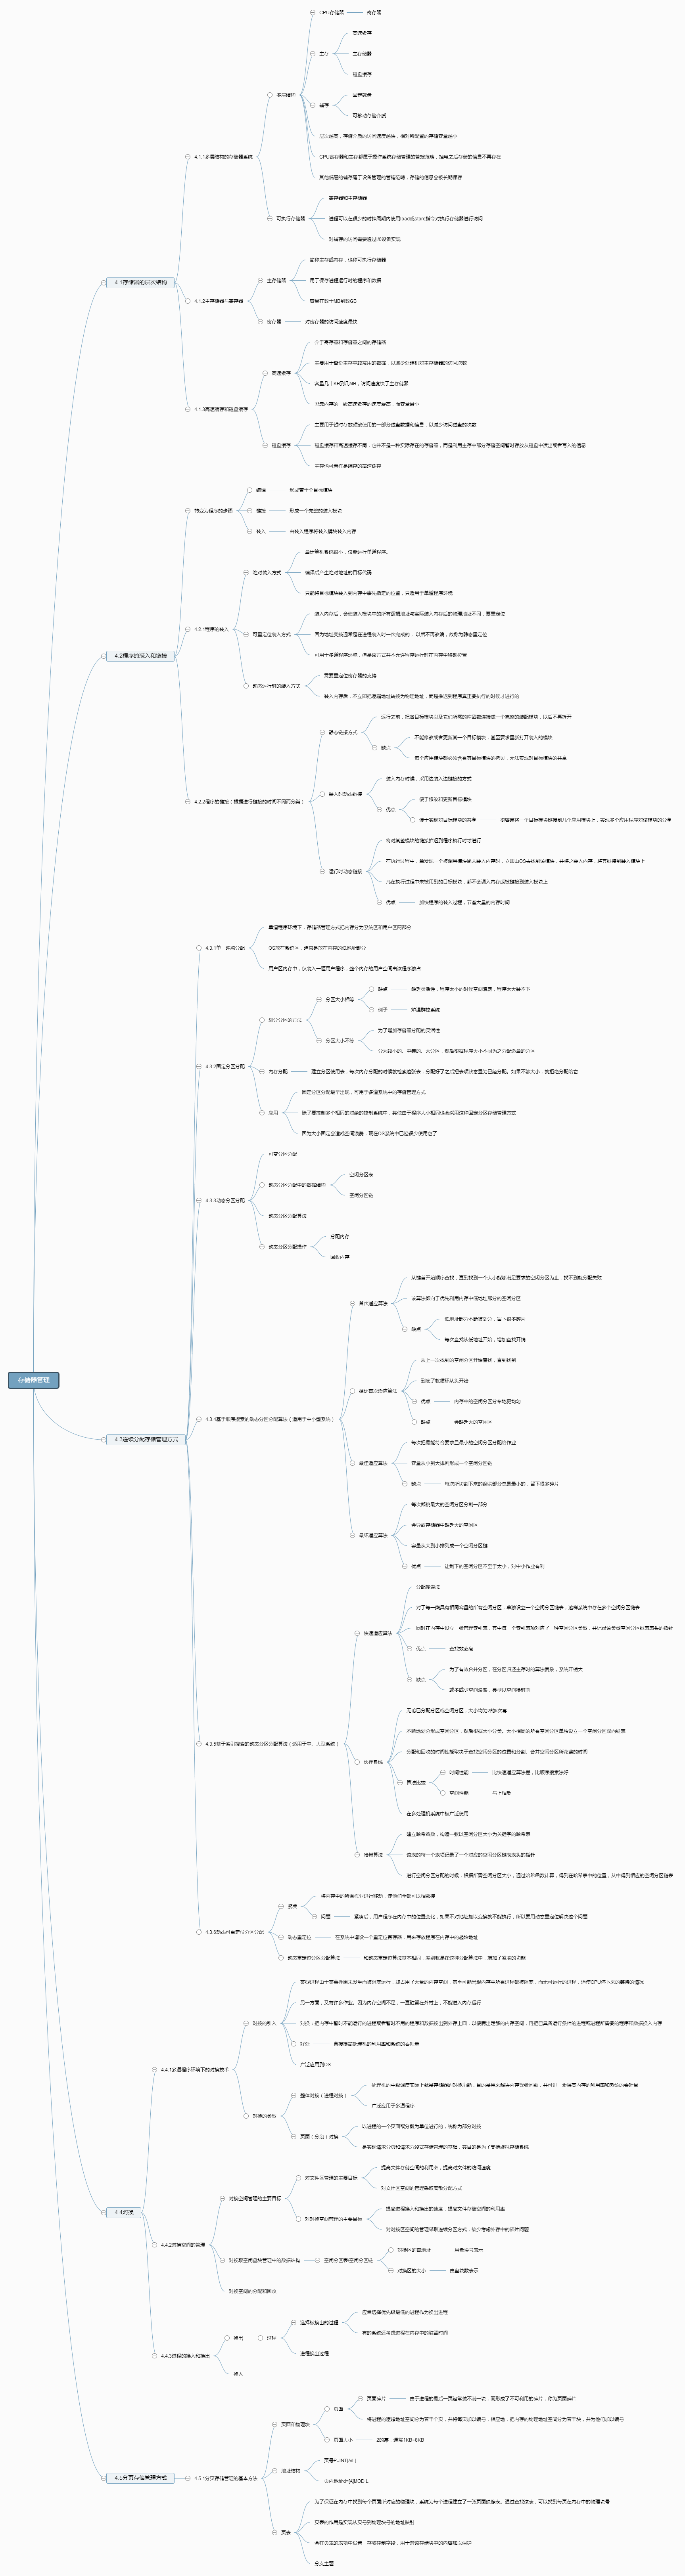 存储器管理
4.1存储器的层次结构
4.1.1多层结构的存储器系统
多层结构
CPU存储器
寄存器
主存
高速缓存
主存储器
磁盘缓存
辅存
固定磁盘
可移动存储介质
层次越高，存储介质的访问速度越快，相对所配置的存储容量越小
CPU寄存器和主存都属于操作系统存储管理的管辖范畴，掉电之后存储的信息不再存在
其他低层的辅存属于设备管理的管辖范畴，存储的信息会被长期保存
可执行存储器
寄存器和主存储器
进程可以在很少的时钟周期内使用load或store指令对执行存储器进行访问
对辅存的访问需要通过I/O设备实现
4.1.2主存储器与寄存器
主存储器
简称主存或内存，也称可执行存储器
用于保存进程运行时的程序和数据
容量在数十MB到数GB
寄存器
对寄存器的访问速度最快
4.1.3高速缓存和磁盘缓存
高速缓存
介于寄存器和存储器之间的存储器
主要用于备份主存中较常用的数据，以减少处理机对主存储器的访问次数
容量几十KB到几MB，访问速度快于主存储器
紧靠内存的一级高速缓存的速度最高，而容量最小
磁盘缓存
主要用于暂时存放频繁使用的一部分磁盘数据和信息，以减少访问磁盘的次数
磁盘缓存和高速缓存不同，它并不是一种实际存在的存储器，而是利用主存中部分存储空间暂时存放从磁盘中读出或者写入的信息
主存也可看作是辅存的高速缓存
4.2程序的装入和链接
转变为程序的步骤
编译
形成若干个目标模块
链接
形成一个完整的装入模块
装入
由装入程序将装入模块装入内存
4.2.1程序的装入
绝对装入方式
当计算机系统很小，仅能运行单道程序。
编译后产生绝对地址的目标代码
只能将目标模块装入到内存中事先指定的位置，只适用于单道程序环境
可重定位装入方式
装入内存后，会使装入模块中的所有逻辑地址与实际装入内存后的物理地址不同，要重定位
因为地址变换通常是在进程装入时一次完成的，以后不再改编，故称为静态重定位
可用于多道程序环境，但是该方式并不允许程序运行时在内存中移动位置
动态运行时的装入方式
需要重定位寄存器的支持
装入内存后，不立即把逻辑地址转换为物理地址，而是推迟到程序真正要执行的时候才进行的
4.2.2程序的链接（根据进行链接的时间不同而分类）
静态链接方式
运行之前，把各目标模块以及它们所需的库函数连接成一个完整的装配模块，以后不再拆开
缺点
不能修改或者更新某一个目标模块，甚至要求重新打开装入的模块
每个应用模块都必须含有其目标模块的拷贝，无法实现对目标模块的共享
装入时动态链接
装入内存时候，采用边装入边链接的方式
优点
便于修改和更新目标模块
便于实现对目标模块的共享
很容易将一个目标模块链接到几个应用模块上，实现多个应用程序对该模块的分享
运行时动态链接
将对某些模块的链接推迟到程序执行时才进行
在执行过程中，当发现一个被调用模块尚未装入内存时，立即由OS去找到该模块，并将之装入内存，将其链接到装入模块上
凡在执行过程中未被用到的目标模块，都不会调入内存或被链接到装入模块上
优点
加快程序的装入过程，节省大量的内存时间
4.3连续分配存储管理方式
4.3.1单一连续分配
单道程序环境下，存储器管理方式把内存分为系统区和用户区两部分
OS放在系统区，通常是放在内存的低地址部分
用户区内存中，仅装入一道用户程序，整个内存的用户空间由该程序独占
4.3.2固定分区分配
划分分区的方法
分区大小相等
缺点
缺乏灵活性，程序太小的时候空间浪费，程序太大装不下
例子
炉温群控系统
分区大小不等
为了增加存储器分配的灵活性
分为较小的、中等的、大分区，然后根据程序大小不同为之分配适当的分区
内存分配
建立分区使用表，每次内存分配的时候就检索这张表，分配好了之后把表项状态置为已经分配。如果不够大小，就拒绝分配给它
应用
固定分区分配最早出现，可用于多道系统中的存储管理方式
除了要控制多个相同的对象的控制系统中，其他由于程序大小相同也会采用这种固定分区存储管理方式
因为大小固定会造成空间浪费，现在OS系统中已经很少使用它了
4.3.3动态分区分配
可变分区分配
动态分区分配中的数据结构
空闲分区表
空闲分区链
动态分区分配算法
动态分区分配操作
分配内存
回收内存
4.3.4基于顺序搜索的动态分区分配算法（适用于中小型系统）
首次适应算法
从链首开始顺序查找，直到找到一个大小能够满足要求的空闲分区为止，找不到就分配失败
该算法倾向于优先利用内存中低地址部分的空闲分区
缺点
低地址部分不断被划分，留下很多碎片
每次查找从低地址开始，增加查找开销
循环首次适应算法
从上一次找到的空闲分区开始查找，直到找到
到底了就循环从头开始
优点
内存中的空闲分区分布地更均匀
缺点
会缺乏大的空闲区
最佳适应算法
每次把最能符合要求且最小的空闲分区分配给作业
容量从小到大排列形成一个空闲分区链
缺点
每次所切割下来的剩余部分总是最小的，留下很多碎片
最坏适应算法
每次都挑最大的空闲分区分割一部分
会导致存储器中缺乏大的空闲区
容量从大到小排列成一个空闲分区链
优点
让剩下的空闲分区不至于太小，对中小作业有利
4.3.5基于索引搜索的动态分区分配算法（适用于中、大型系统）
快速适应算法
分配搜索法
对于每一类具有相同容量的所有空闲分区，单独设立一个空闲分区链表，这样系统中存在多个空闲分区链表
同时在内存中设立一张管理索引表，其中每一个索引表项对应了一种空闲分区类型，并记录该类型空闲分区链表表头的指针
优点
查找效率高
缺点
为了有效合并分区，在分区归还主存时的算法复杂，系统开销大
或多或少空间浪费，典型以空间换时间
伙伴系统
无论已分配分区或空闲分区，大小均为2的k次幂
不断地划分形成空闲分区，然后根据大小分类。大小相同的所有空闲分区单独设立一个空闲分区双向链表
分配和回收的时间性能取决于查找空闲分区的位置和分割、合并空闲分区所花费的时间
算法比较
时间性能
比快速适应算法差，比顺序搜索法好
空间性能
与上相反
在多处理机系统中被广泛使用
哈希算法
建立哈希函数，构造一张以空闲分区大小为关键字的哈希表
该表的每一个表项记录了一个对应的空闲分区链表表头的指针
进行空闲分区分配的时候，根据所需空闲分区大小，通过哈希函数计算，得到在哈希表中的位置，从中得到相应的空闲分区链表
4.3.6动态可重定位分区分配
紧凑
将内存中的所有作业进行移动，使他们全都可以相邻接
问题
紧凑后，用户程序在内存中的位置变化，如果不对地址加以变换就不能执行，所以要用动态重定位解决这个问题
动态重定位
在系统中增设一个重定位寄存器，用来存放程序在内存中的起始地址
动态重定位分区分配算法
和动态重定位算法基本相同，差别就是在这种分配算法中，增加了紧凑的功能
4.4对换
4.4.1多道程序环境下的对换技术
对换的引入
某些进程由于某事件尚未发生而被阻塞运行，却占用了大量的内存空间，甚至可能出现内存中所有进程都被阻塞，而无可运行的进程，迫使CPU停下来的等待的情况
另一方面，又有许多作业，因为内存空间不足，一直驻留在外村上，不能进入内存运行
对换：把内存中暂时不能运行的进程或者暂时不用的程序和数据换出到外存上面，以便腾出足够的内存空间，再把已具备运行条件的进程或进程所需要的程序和数据换入内存
好处
直接提高处理机的利用率和系统的吞吐量
广泛应用到OS
对换的类型
整体对换（进程对换）
处理机的中级调度实际上就是存储器的对换功能，目的是用来解决内存紧张问题，并可进一步提高内存的利用率和系统的吞吐量
广泛应用于多道程序
页面（分段）对换
以进程的一个页面或分段为单位进行的，统称为部分对换
是实现请求分页和请求分段式存储管理的基础，其目的是为了支持虚拟存储系统
4.4.2对换空间的管理
对换空间管理的主要目标
对文件区管理的主要目标
提高文件存储空间的利用率，提高对文件的访问速度
对文件区空间的管理采取离散分配方式
对对换空间管理的主要目标
提高进程换入和换出的速度，提高文件存储空间的利用率
对对换区空间的管理采取连续分区方式，较少考虑外存中的碎片问题
对换取空闲盘块管理中的数据结构
空闲分区表/空闲分区链
对换区的首地址
用盘块号表示
对换区的大小
由盘块数表示
对换空间的分配和回收
4.4.3进程的换入和换出
换出
过程
选择被换出的过程
应当选择优先级最低的进程作为换出进程
有的系统还考虑进程在内存中的驻留时间
进程换出过程
换入
4.5分页存储管理方式
4.5.1分页存储管理的基本方法
页面和物理块
页面
页面碎片
由于进程的最后一页经常装不满一块，而形成了不可利用的碎片，称为页面碎片
将进程的逻辑地址空间分为若干个页，并将每页加以编号，相应地，把内存的物理地址空间分为若干块，并为他们加以编号
页面大小
2的幂，通常1KB~8KB
地址结构
页号P=INT[A/L]
页内地址d=[A]MOD L
页表
为了保证在内存中找到每个页面所对应的物理块，系统为每个进程建立了一张页面映像表。通过查找该表，可以找到每页在内存中的物理块号
页表的作用是实现从页号到物理块号的地址映射
会在页表的表项中设置一存取控制字段，用于对该存储块中的内容加以保护
分支主题